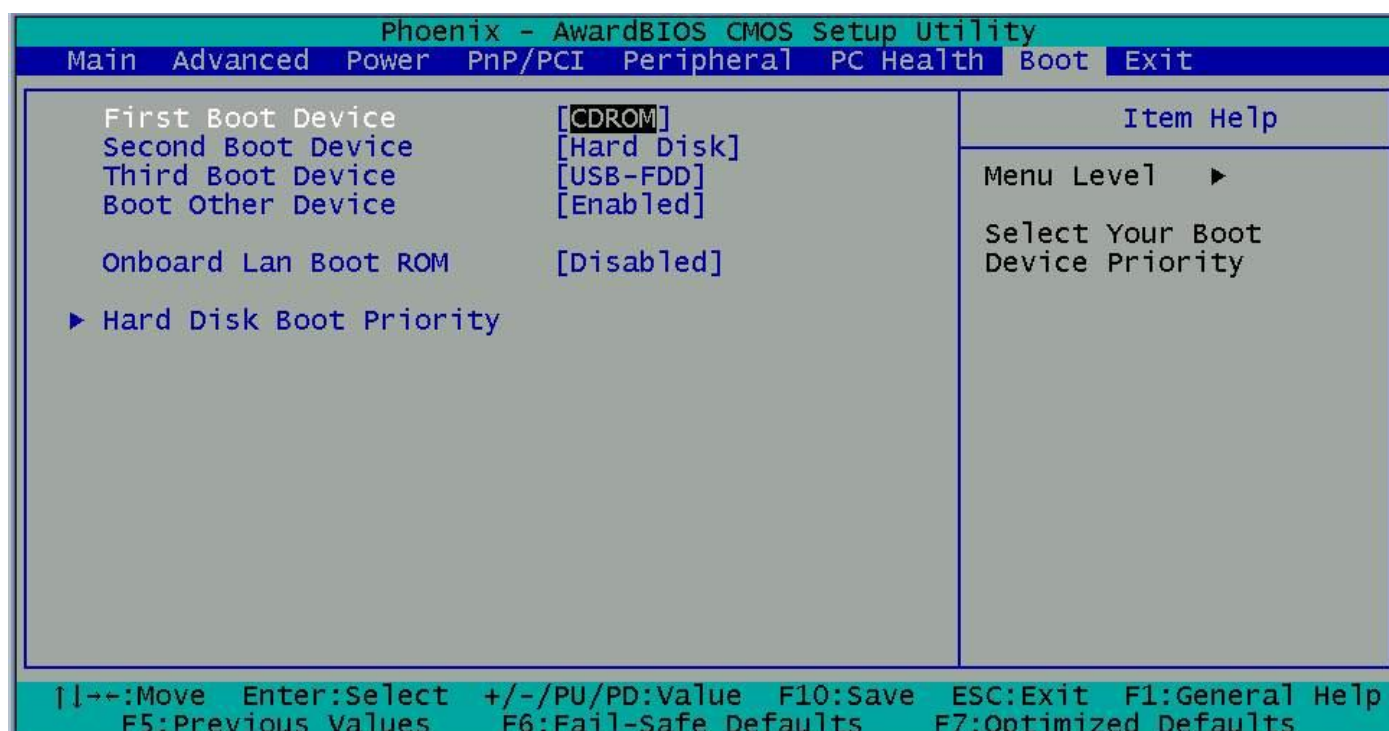 Phoenix - AwardBIOS CMOS Setup Utility
Main Advanced Power PnP/PCI Peripheral PC Health Boot Exit
First Boot Device [CDROM]
Second Boot Device [Hard Disk]
Third Boot Device [USB-FDD]
Boot Other Device [Enabled]
Onboard Lan Boot ROM [Disabled]
▶ Hard Disk Boot Priority
Item Help
Menu Level ▶
Select Your Boot
Device Priority
↑↓→←:Move Enter:Select +/-/PU/PD:Value F10:Save ESC:Exit F1:General Help
F5:Previous Values F6:Fail-Safe Defaults F7:Optimized Defaults